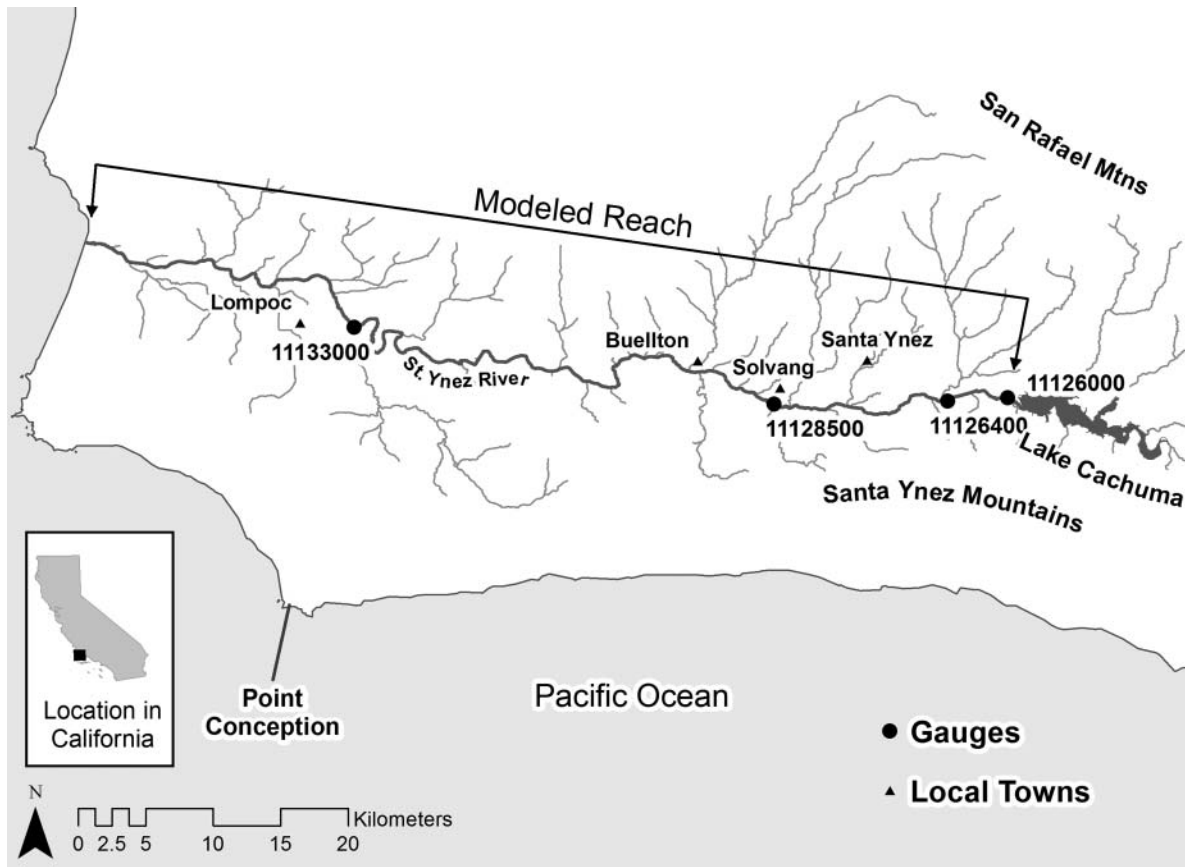 San Rafael Mtns
Modeled Reach
Lompoc
11133000
St. Ynez River
Buellton
Solvang
Santa Ynez
11128500
11126400
11126000
Lake Cachuma
Santa Ynez Mountains
Location in
California
Point
Conception
Pacific Ocean
Gauges
Local Towns
N
Kilometers
0 2.5 5 10 15 20